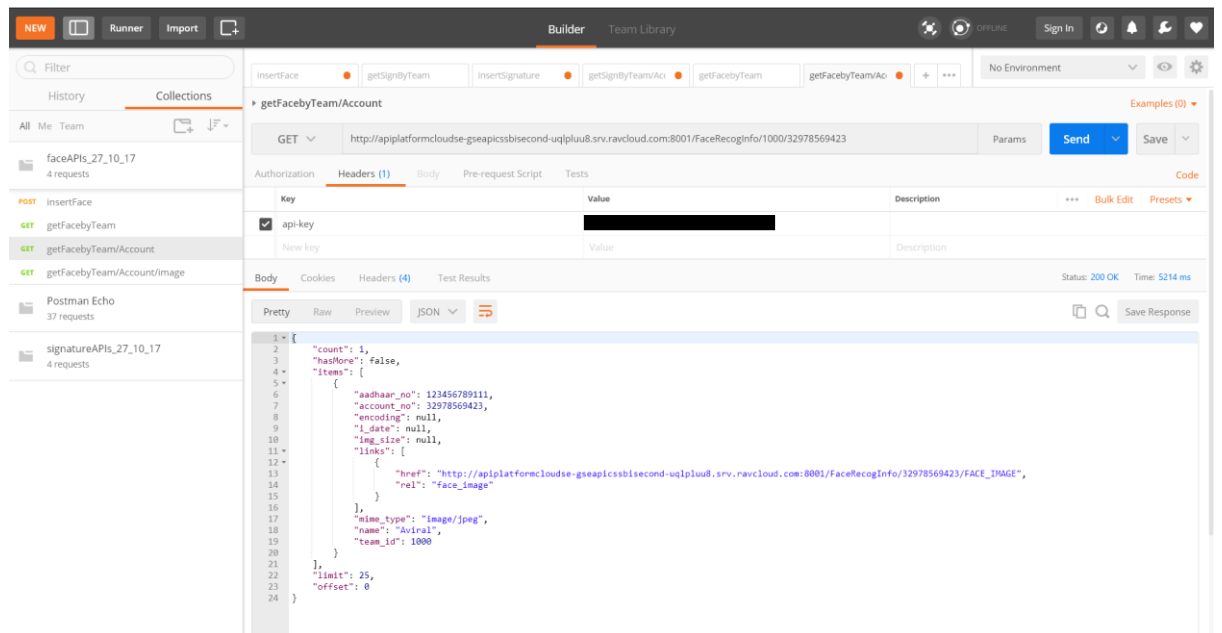 NEW Runner Import Builder Team Library OFFLINE Sign In
Filter
History Collections
All Me Team
faceAPIs_27_10_17
4 requests
POST insertFace
GET getFacebyTeam
GET getFacebyTeam/Account
GET getFacebyTeam/Account/image
Postman Echo
37 requests
signatureAPIs_27_10_17
4 requests
insertFace getSignByTeam insertSignature getSignByTeam/Acc getFacebyTeam getFacebyTeam/Ac + ••• No Environment
getFacebyTeam/Account Examples (0)
GET http://apiplatformcloudse-gseapicssbisecond-uqlpluu8.srv.ravcloud.com:8001/FaceRecogInfo/1000/32978569423 Params Send Save
Authorization Headers (1) Body Pre-request Script Tests Code
Key Value Description ••• Bulk Edit Presets
api-key
New key Value Description
Body Cookies Headers (4) Test Results Status: 200 OK Time: 5214 ms
Pretty Raw Preview JSON Save Response
1 {
2 "count": 1,
3 "hasMore": false,
4 "items": [
5 {
6 "aadhaar_no": 123456789111,
7 "account_no": 32978569423,
8 "encoding": null,
9 "i_date": null,
10 "img_size": null,
11 "links": [
12 {
13 "href": "http://apiplatformcloudse-gseapicssbisecond-uqlpluu8.srv.ravcloud.com:8001/FaceRecogInfo/32978569423/FACE_IMAGE",
14 "rel": "face_image"
15 }
16 ],
17 "mime_type": "image/jpeg",
18 "name": "Aviral",
19 "team_id": 1000
20 }
21 ],
22 "limit": 25,
23 "offset": 0
24 }